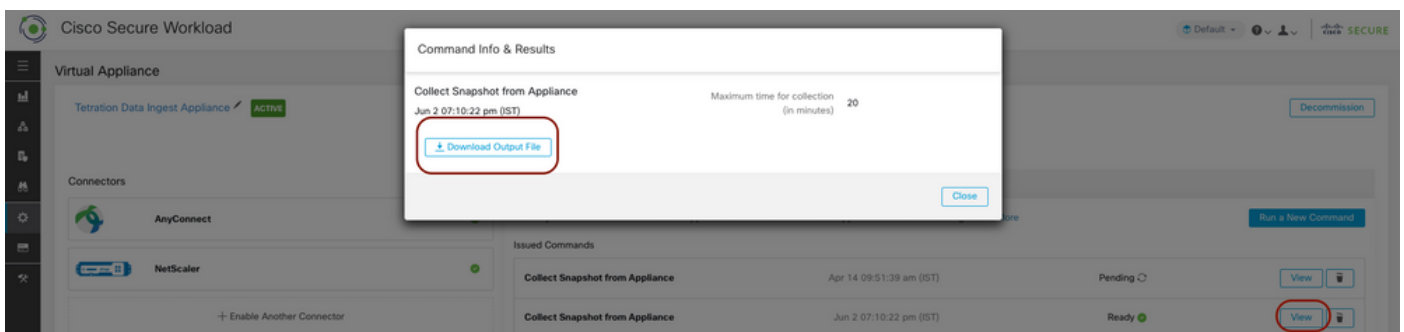 Cisco Secure Workload
Default
cisco SECURE
Virtual Appliance
Tetration Data Ingest Appliance
ACTIVE
Decommission
Command Info & Results
Collect Snapshot from Appliance
Jun 2 07:10:22 pm (IST)
Maximum time for collection
(in minutes)
20
Download Output File
Close
Connectors
AnyConnect
NetScaler
+ Enable Another Connector
Run a New Command
Issued Commands
Collect Snapshot from Appliance Apr 14 09:51:39 am (IST) Pending View
Collect Snapshot from Appliance Jun 2 07:10:22 pm (IST) Ready View